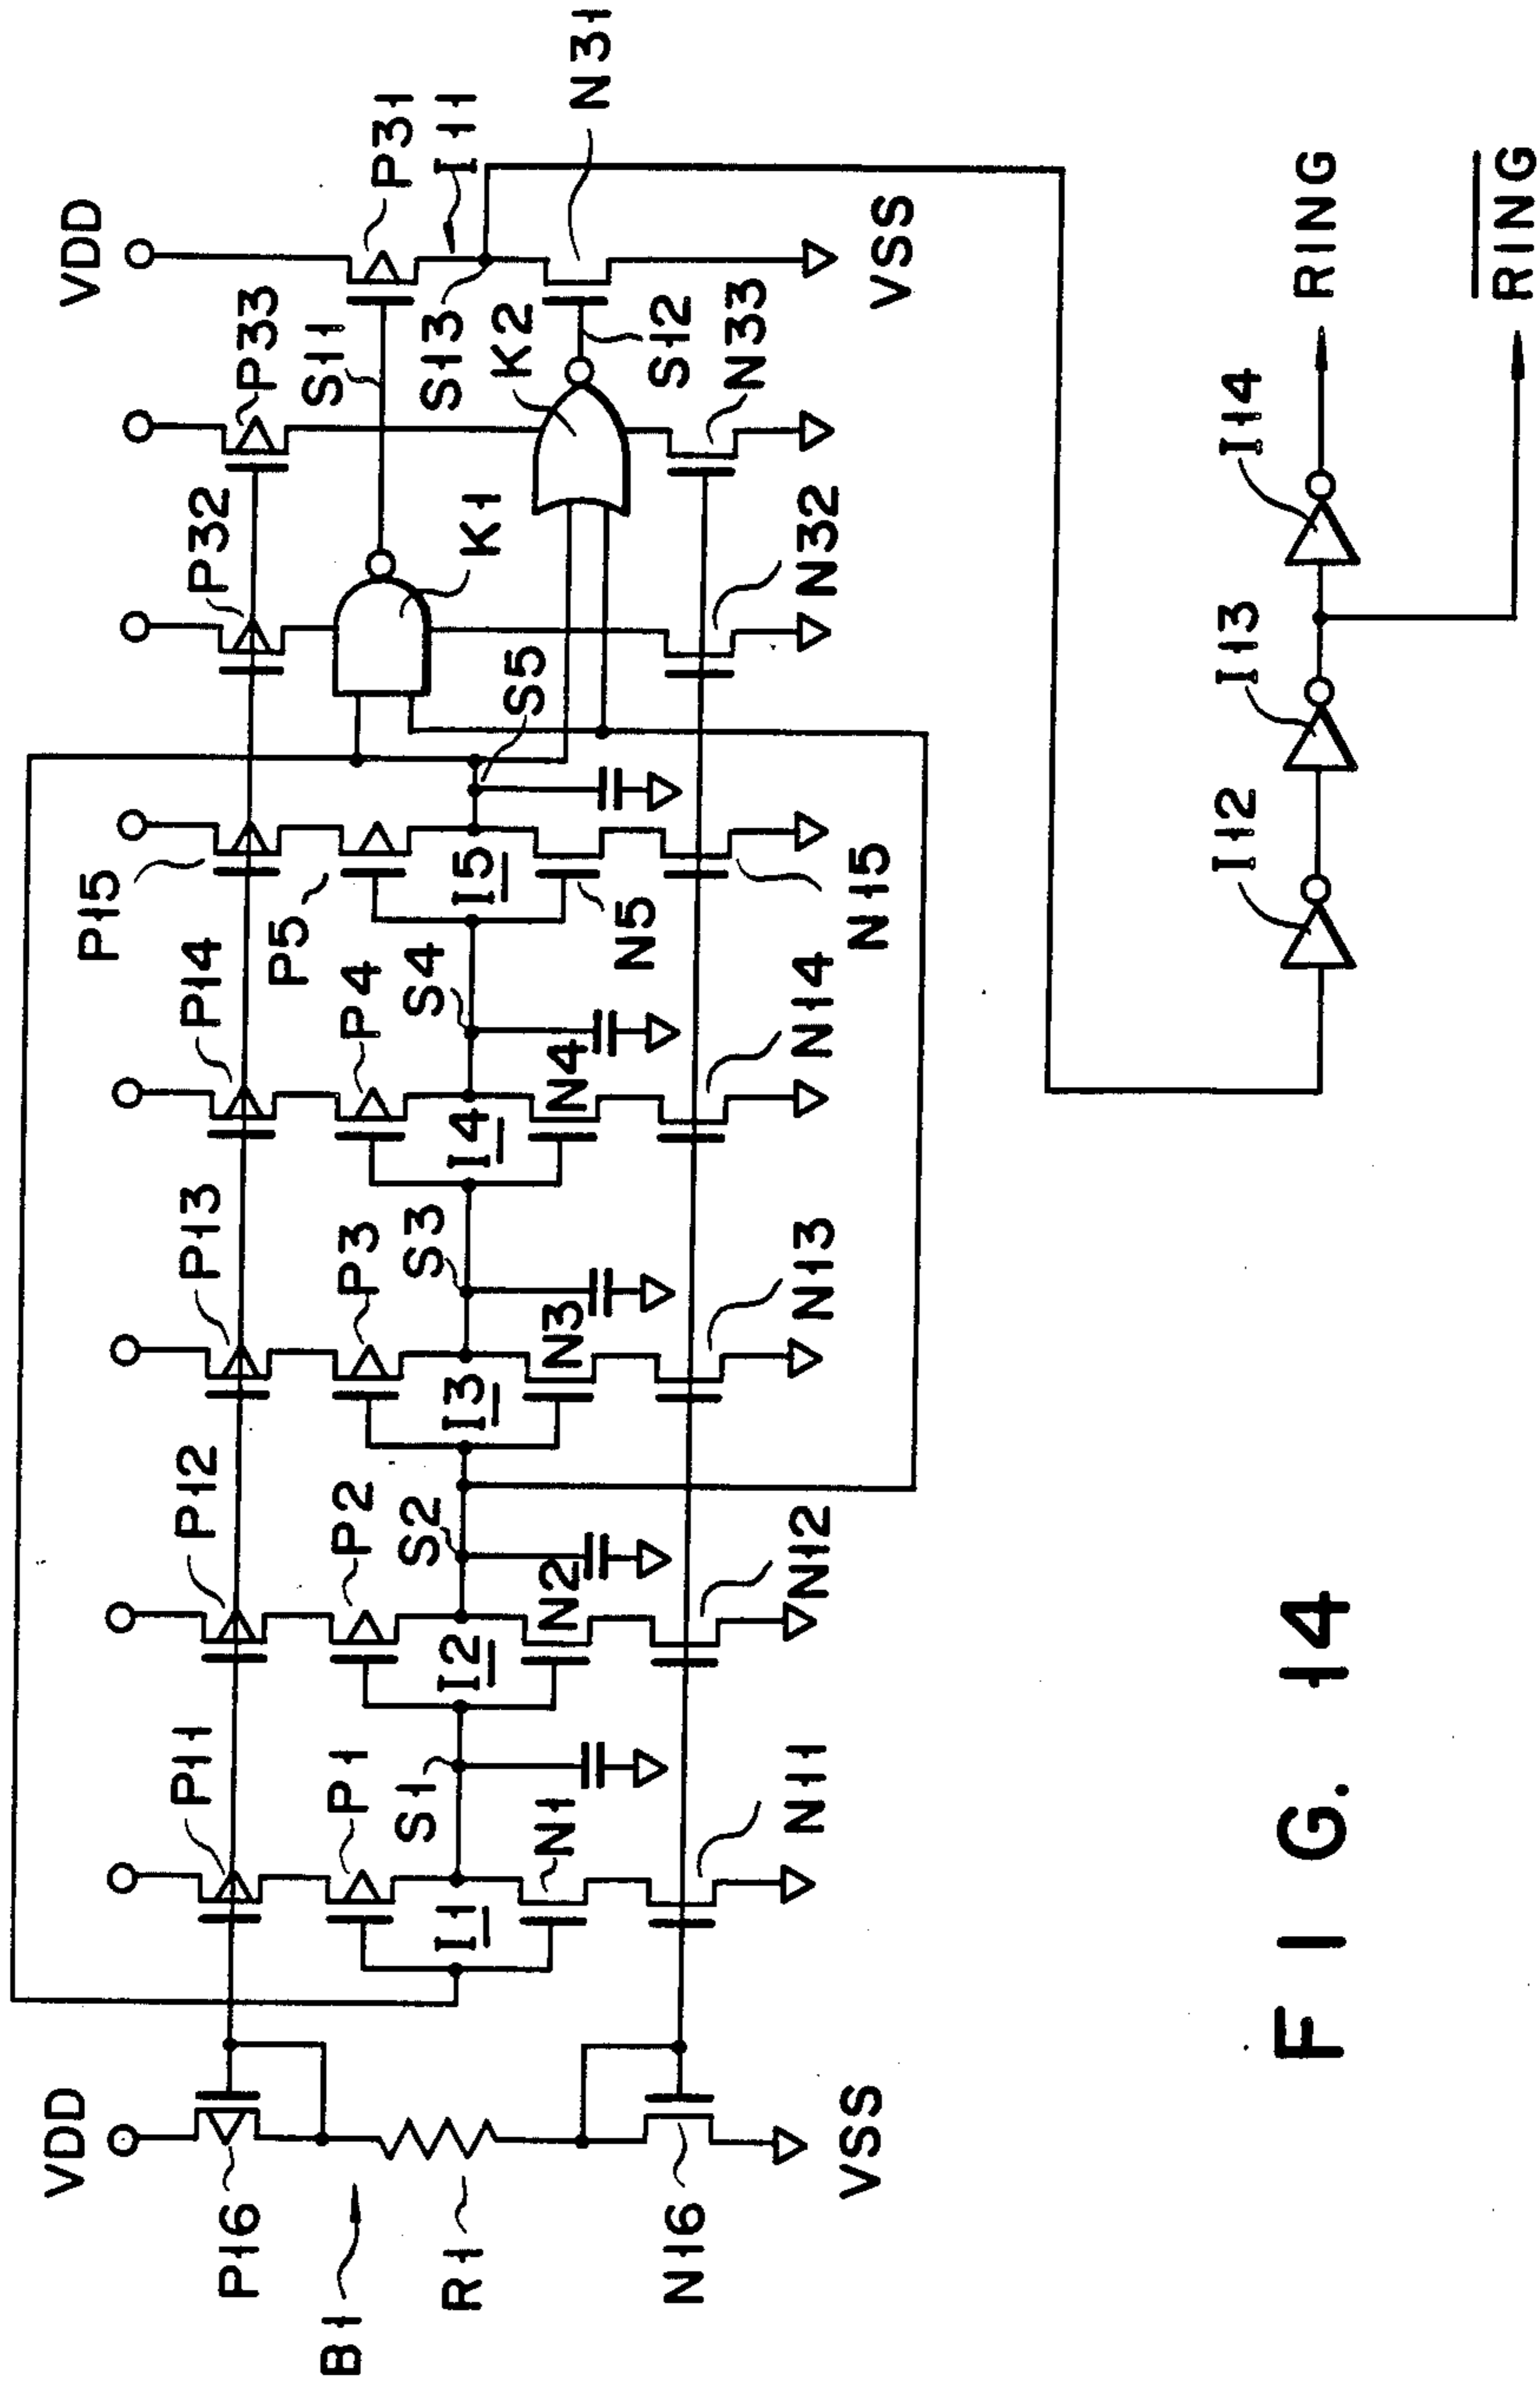 VDD
VDD
P16
P11
P12
P13
P14
P15
P32
P33
P31
B1
P1
P2
P3
P4
P5
S11
I11
R1
I1
S1
I2
S2
I3
S3
I4
S4
I5
S5
K1
S13
K2
N1
N2
N3
N4
N5
S12
N31
N16
N11
N12
N13
N14
N15
N32
N33
VSS
VSS
I12
I13
I14
RING
RING
FIG. 14